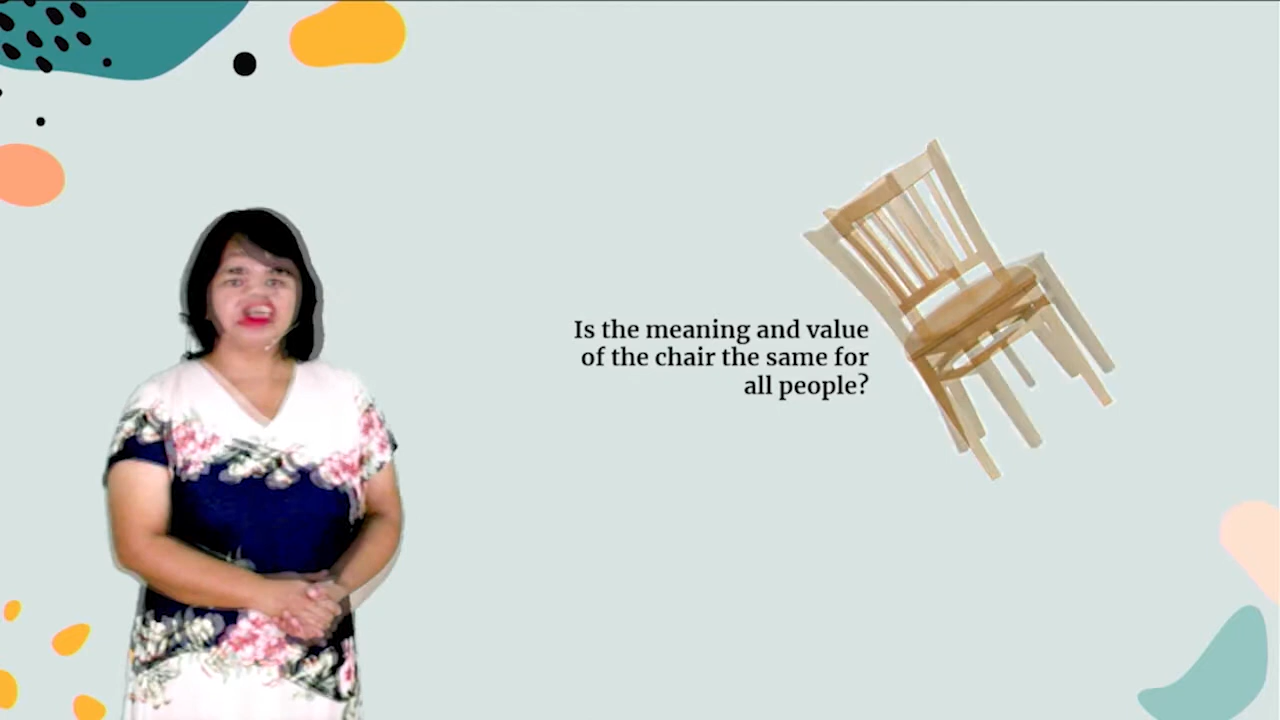 Is the meaning and value
of the chair the same for
all people?